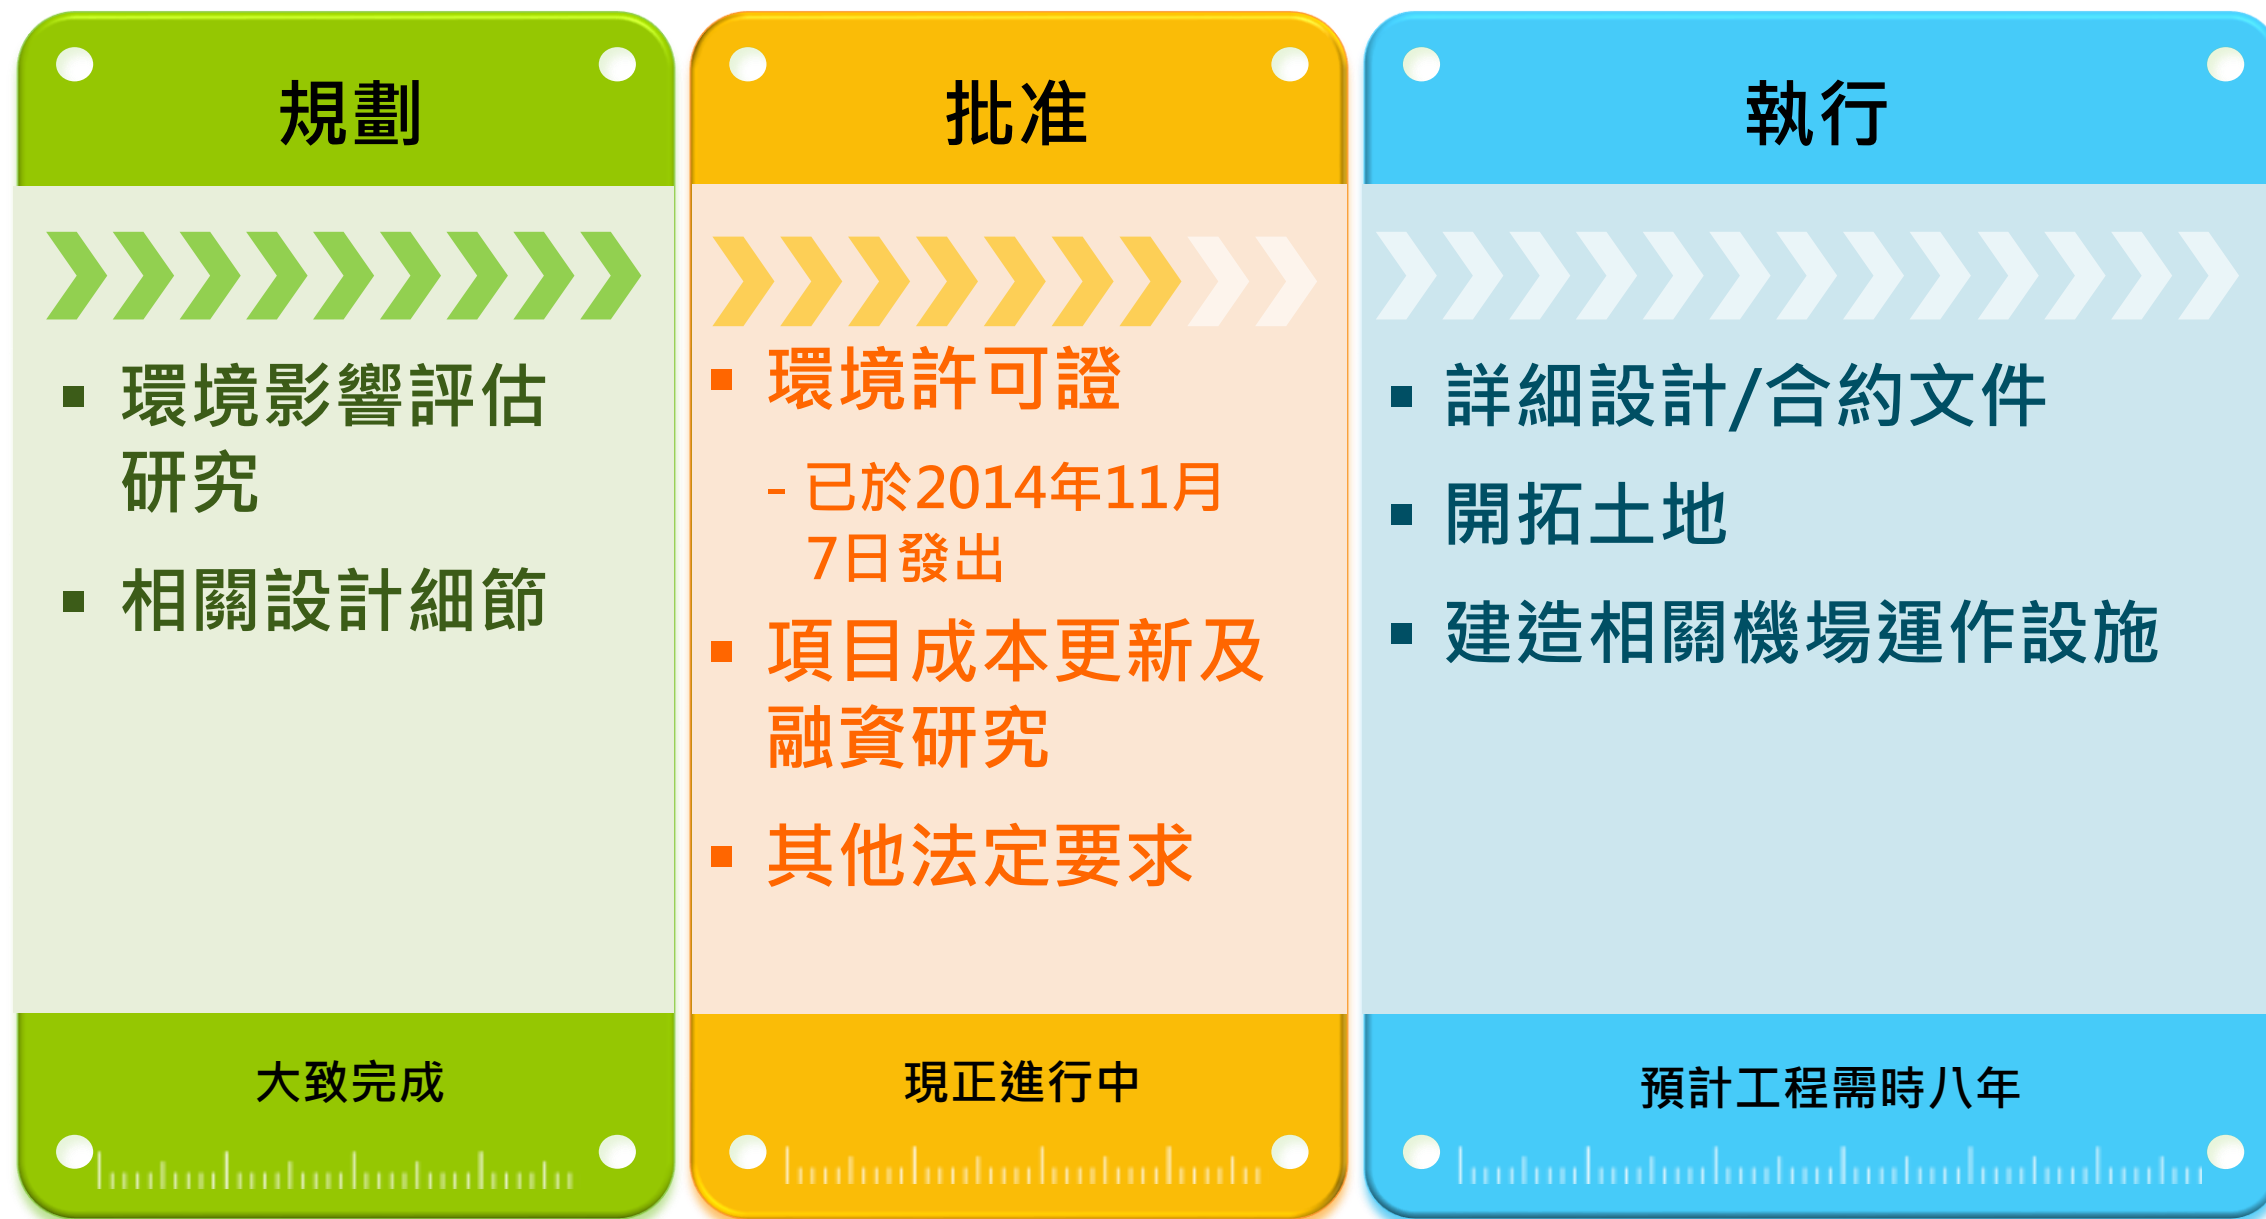 規劃
環境影響評估
研究
相關設計細節
大致完成
批准
環境許可證
- 已於2014年11月
7日發出
項目成本更新及
融資研究
其他法定要求
現正進行中
執行
詳細設計/合約文件
開拓土地
建造相關機場運作設施
預計工程需時八年